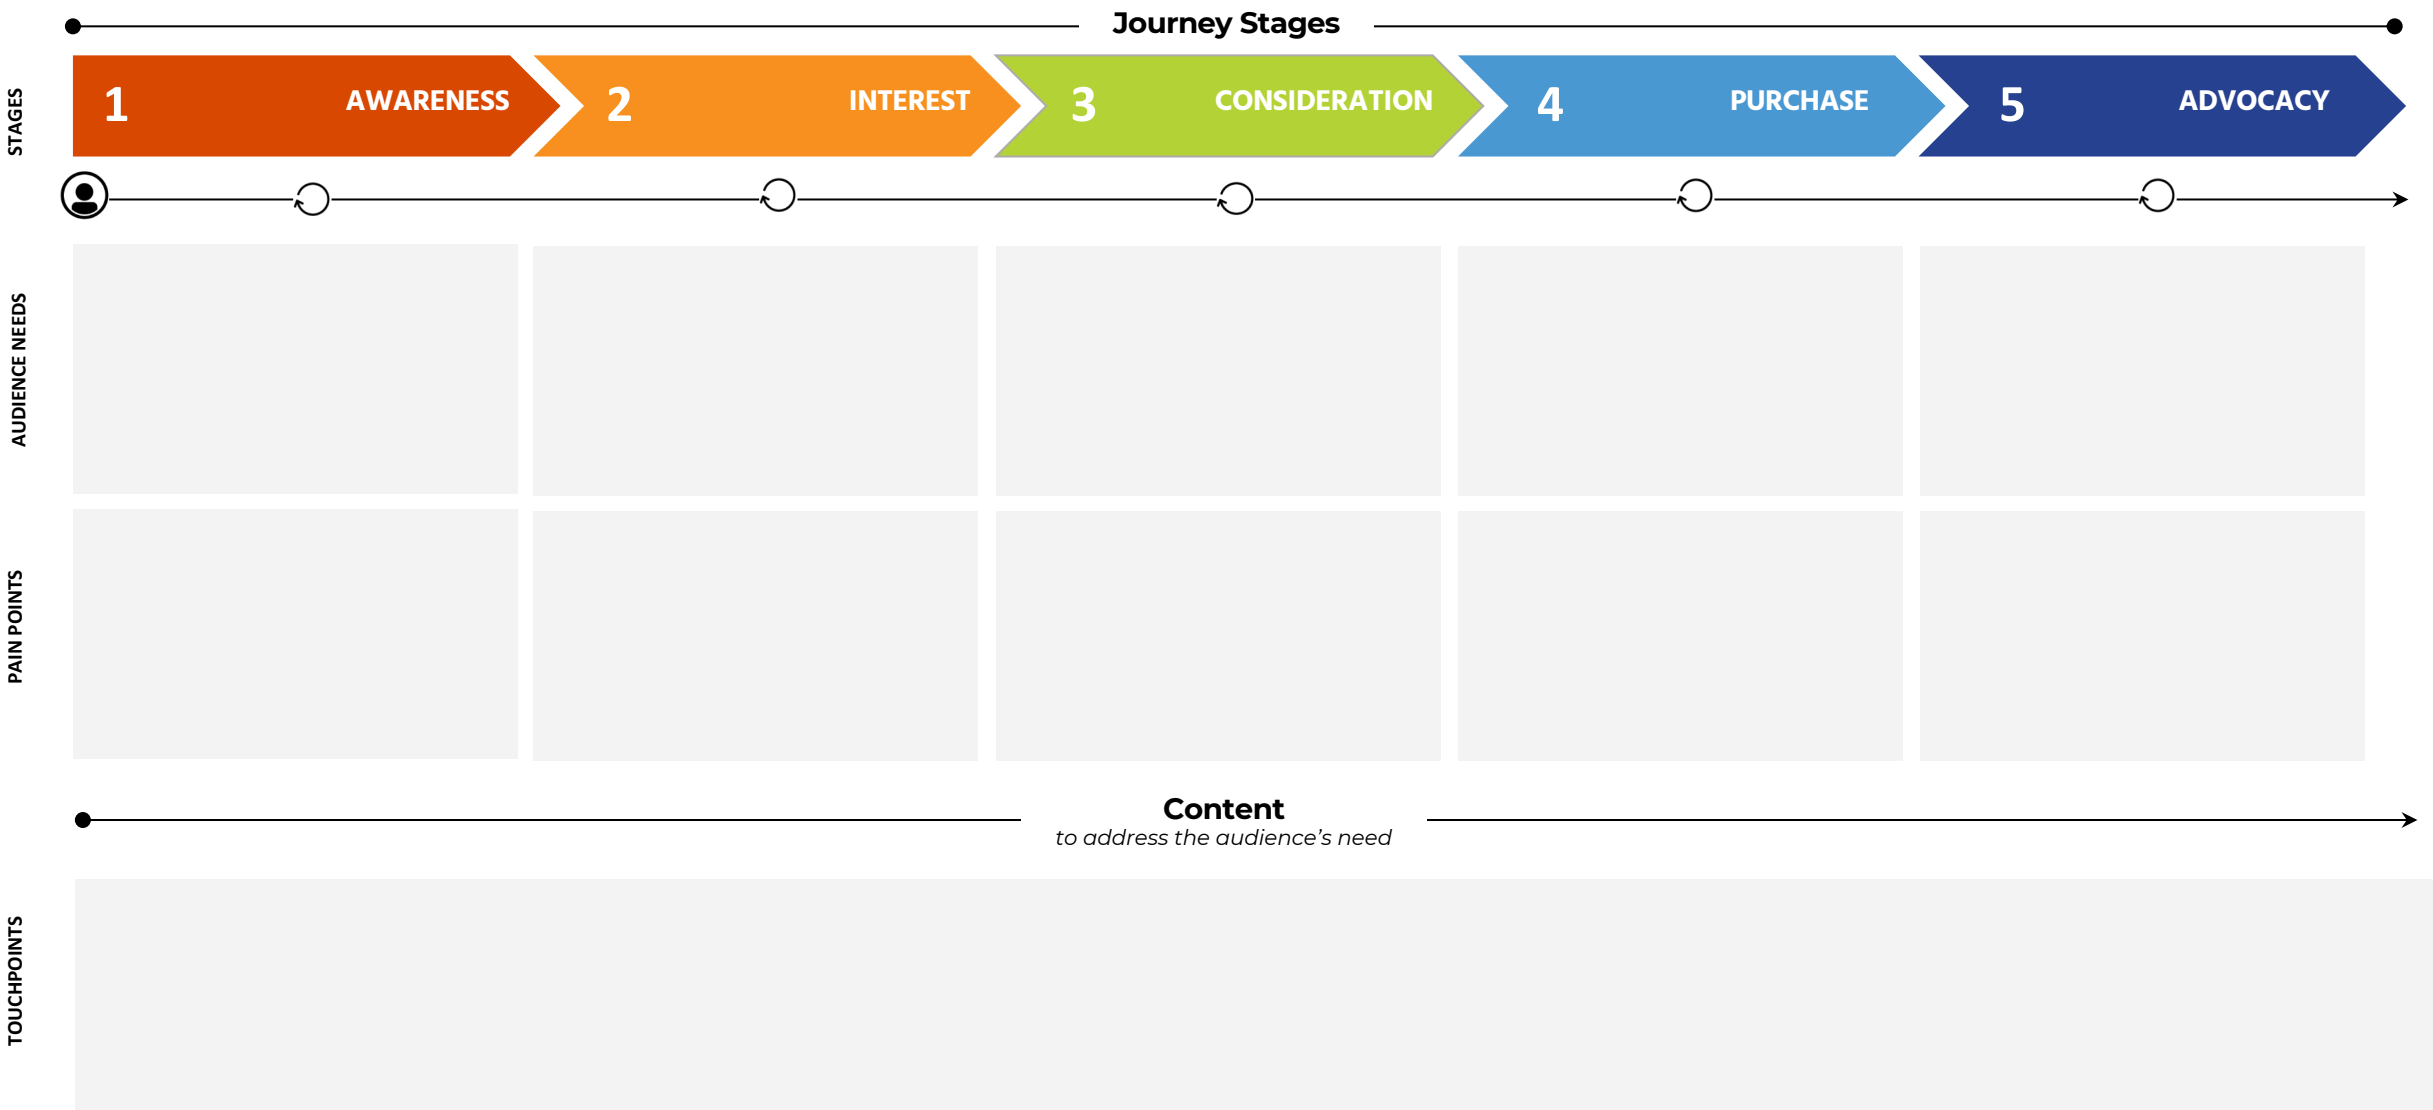 Journey Stages
STAGES
1 AWARENESS
2 INTEREST
3 CONSIDERATION
4 PURCHASE
5 ADVOCACY
AUDIENCE NEEDS
PAIN POINTS
Content
to address the audience’s need
TOUCHPOINTS